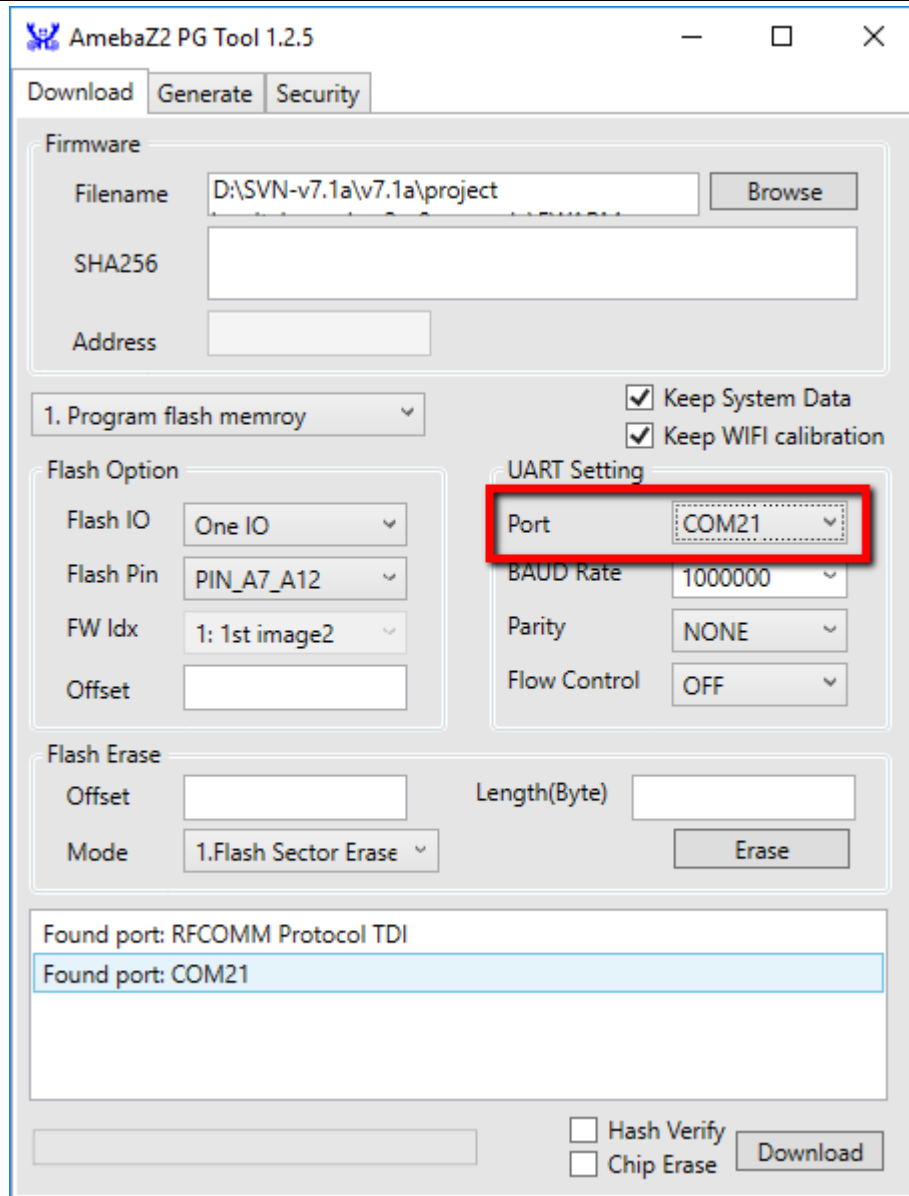 AmebaZ2 PG Tool 1.2.5
Download Generate Security
Firmware
Filename D:\SVN-v7.1a\v7.1a\project Browse
SHA256
Address
1. Program flash memroy
Keep System Data
Keep WIFI calibration
Flash Option
Flash IO One IO
Flash Pin PIN_A7_A12
FW Idx 1: 1st image2
Offset
UART Setting
Port COM21
BAUD Rate 1000000
Parity NONE
Flow Control OFF
Flash Erase
Offset Length(Byte)
Mode 1.Flash Sector Erase Erase
Found port: RFCOMM Protocol TDI
Found port: COM21
Hash Verify
Chip Erase Download